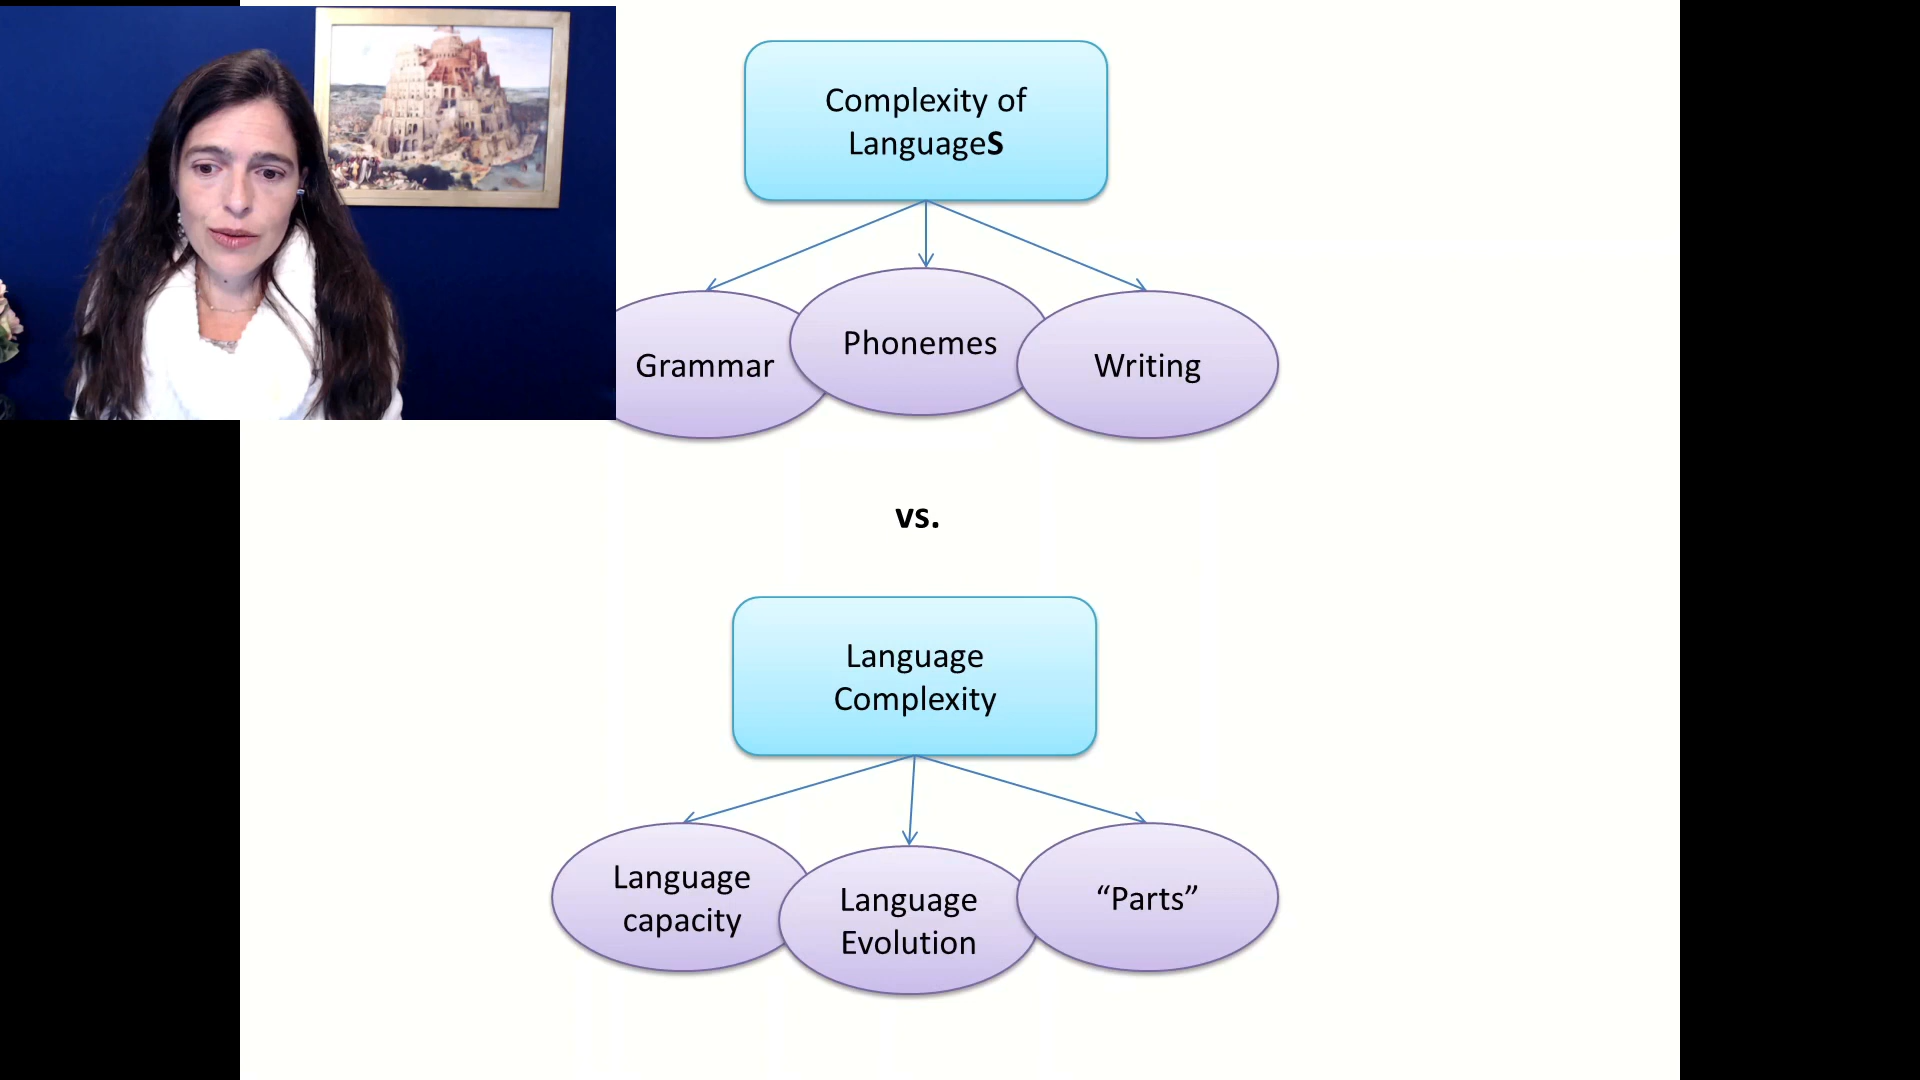 Complexity of
LanguageS
Grammar
Phonemes
Writing
vs.
Language
Complexity
Language
capacity
Language
Evolution
“Parts”